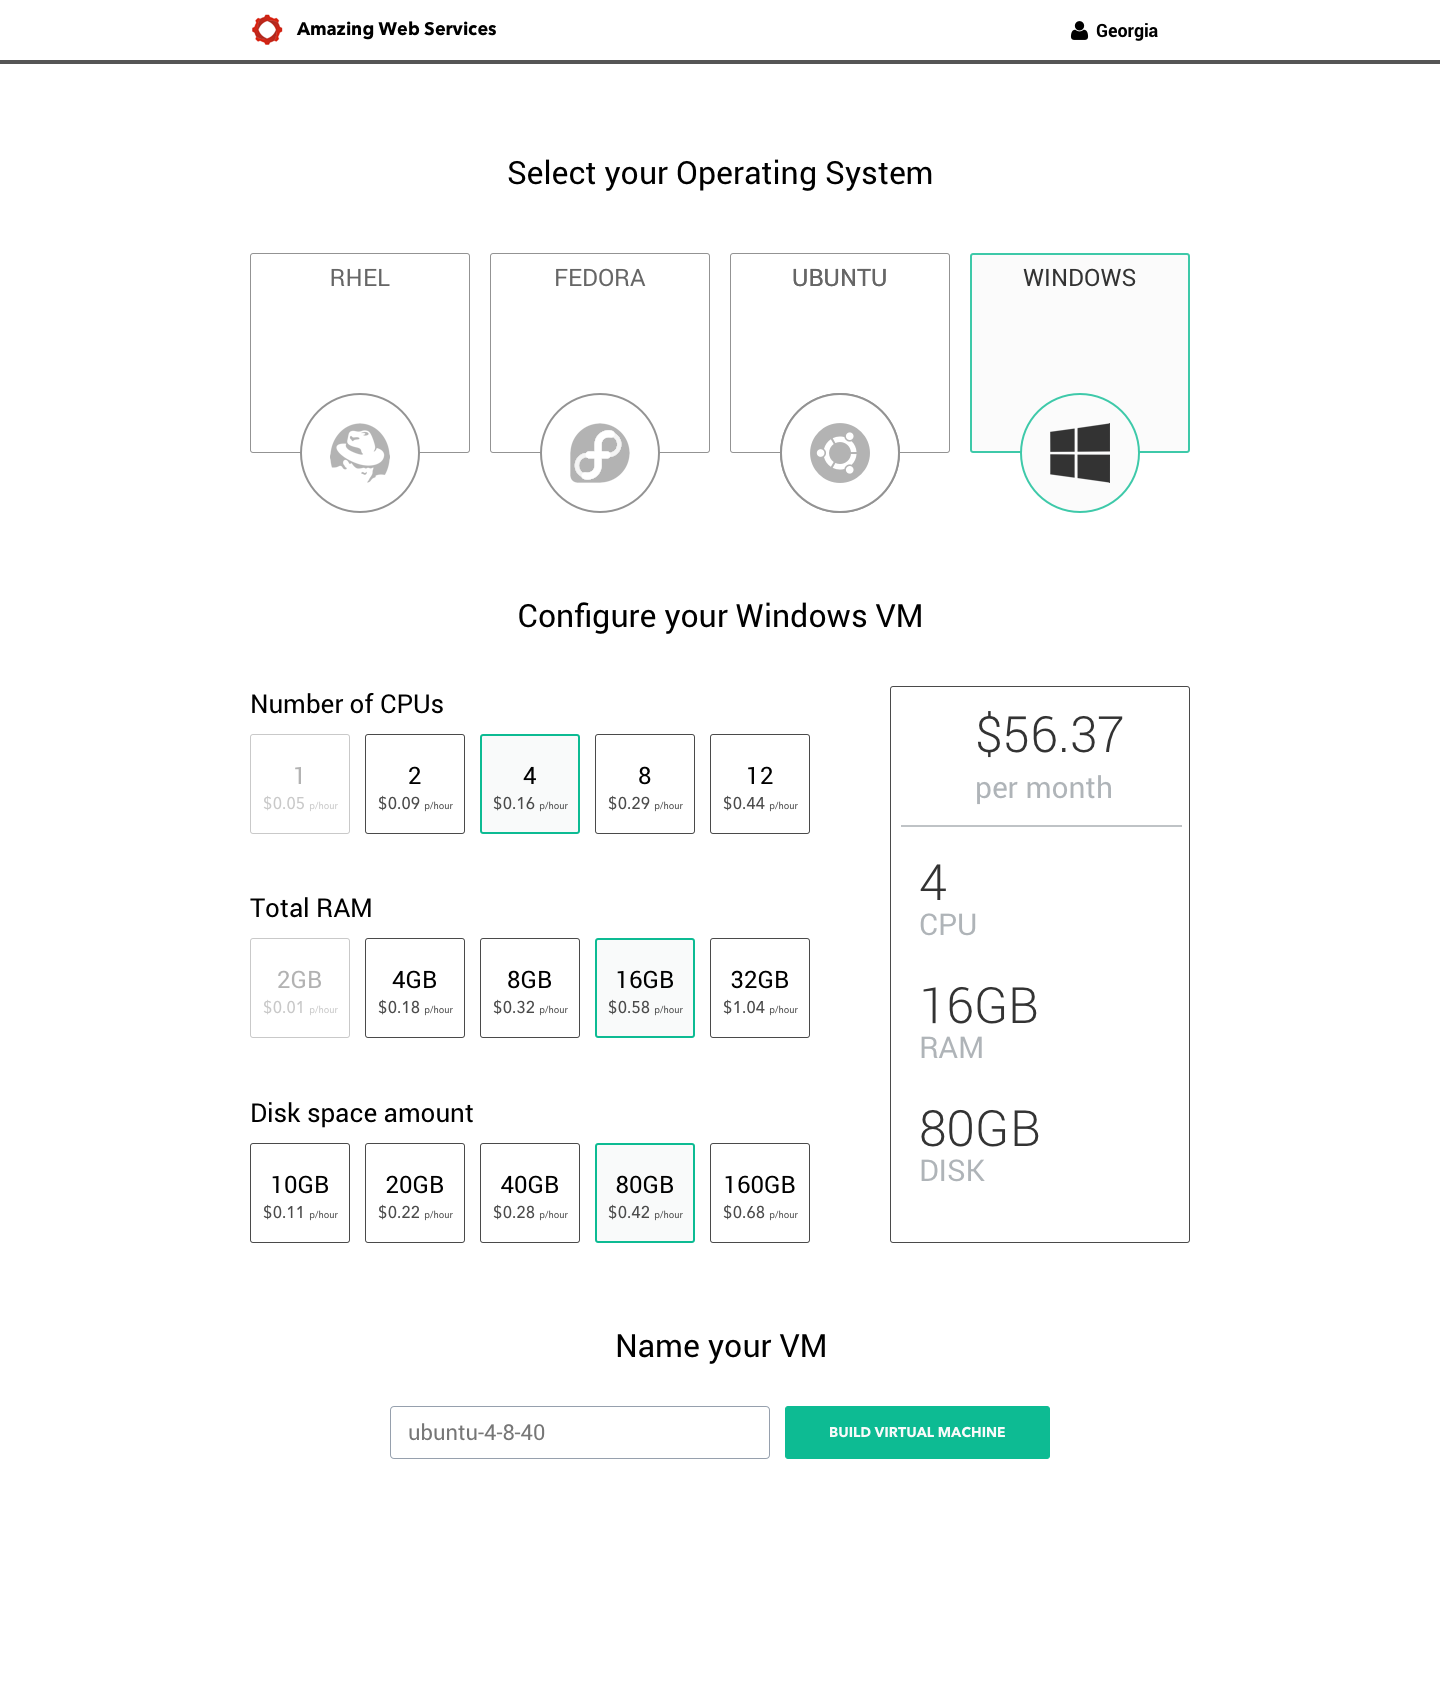 Amazing Web Services
Georgia
Select your Operating System
RHEL
FEDORA
UBUNTU
WINDOWS
Configure your Windows VM
Number of CPUs
1
$0.05 p/hour
2
$0.09 p/hour
4
$0.16 p/hour
8
$0.29 p/hour
12
$0.44 p/hour
Total RAM
2GB
$0.01 p/hour
4GB
$0.18 p/hour
8GB
$0.32 p/hour
16GB
$0.58 p/hour
32GB
$1.04 p/hour
Disk space amount
10GB
$0.11 p/hour
20GB
$0.22 p/hour
40GB
$0.28 p/hour
80GB
$0.42 p/hour
160GB
$0.68 p/hour
$56.37
per month
4
CPU
16GB
RAM
80GB
DISK
Name your VM
ubuntu-4-8-40
BUILD VIRTUAL MACHINE